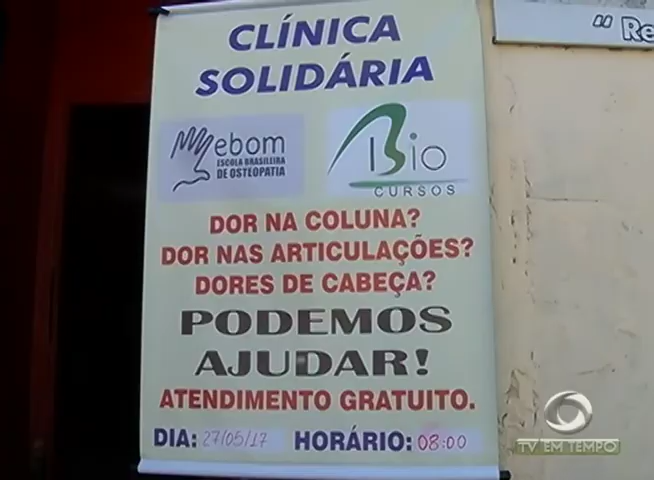 CLÍNICA
SOLIDÁRIA
ebom
ESCOLA BRASILEIRA
DE OSTEOPATIA
Bio
CURSOS
DOR NA COLUNA?
DOR NAS ARTICULAÇÕES?
DORES DE CABEÇA?
PODEMOS
AJUDAR!
ATENDIMENTO GRATUITO.
DIA: 27/05/17 HORÁRIO: 08:00
"Re
TV EM TEMPO